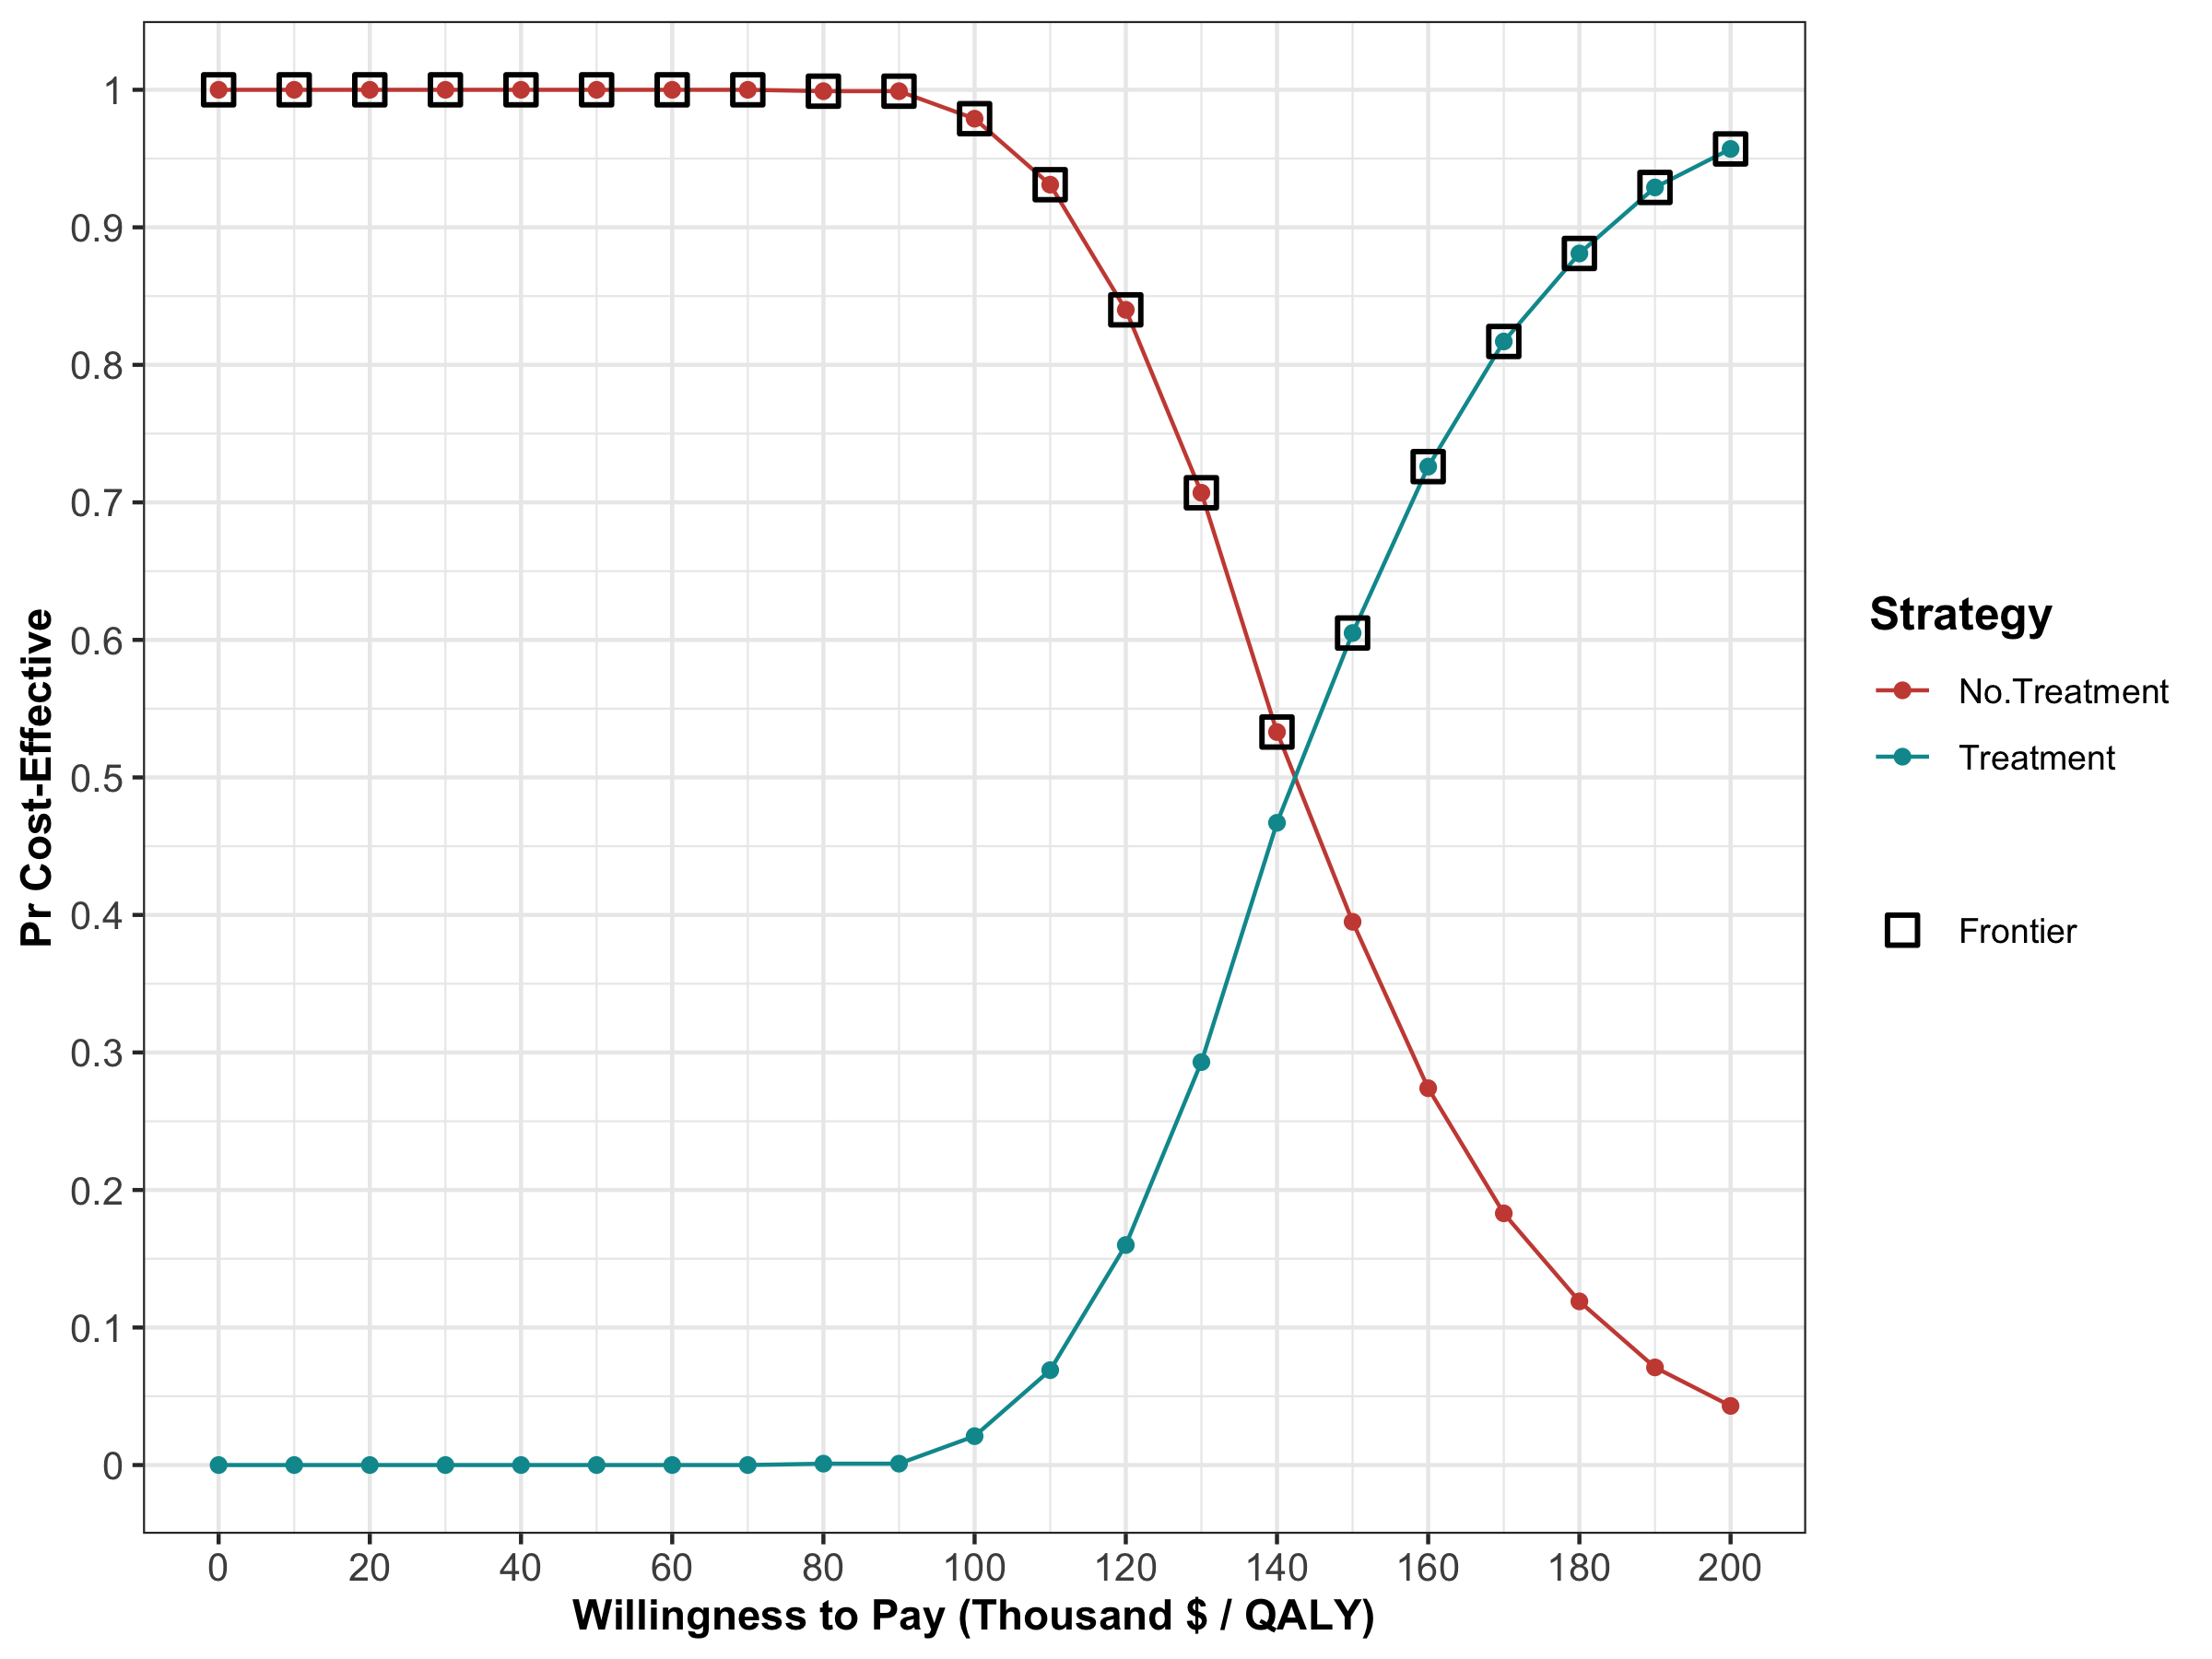 1
0.9
0.8
0.7
0.6
0.5
0.4
0.3
0.2
0.1
0
Pr Cost-Effective
0 20 40 60 80 100 120 140 160 180 200
Willingness to Pay (Thousand $ / QALY)
Strategy
No.Treatment
Treatment
Frontier